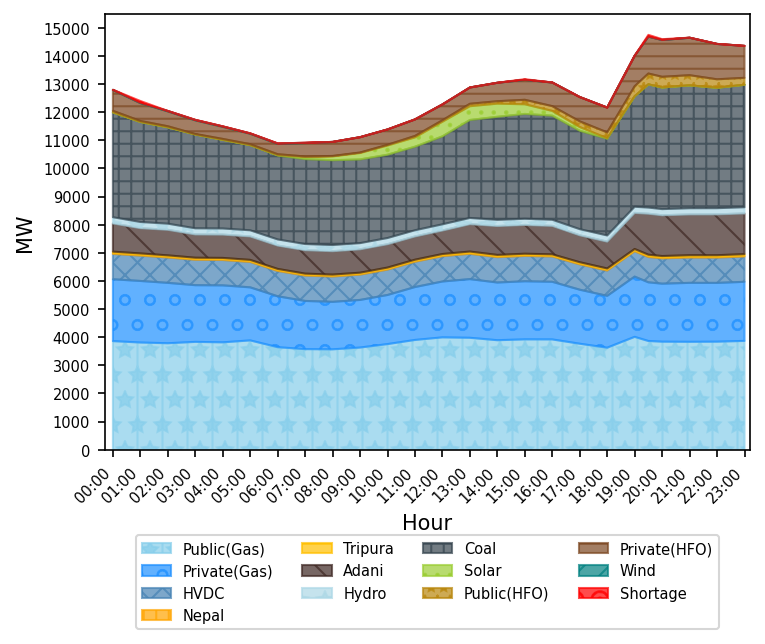 15000
14000
13000
12000
11000
10000
9000
8000
7000
6000
5000
4000
3000
2000
1000
0
MW
00:00 01:00 02:00 03:00 04:00 05:00 06:00 07:00 08:00 09:00 10:00 11:00 12:00 13:00 14:00 15:00 16:00 17:00 18:00 19:00 20:00 21:00 22:00 23:00
Hour
Public(Gas) Tripura Coal Private(HFO)
Private(Gas) Adani Solar Wind
HVDC Hydro Public(HFO) Shortage
Nepal